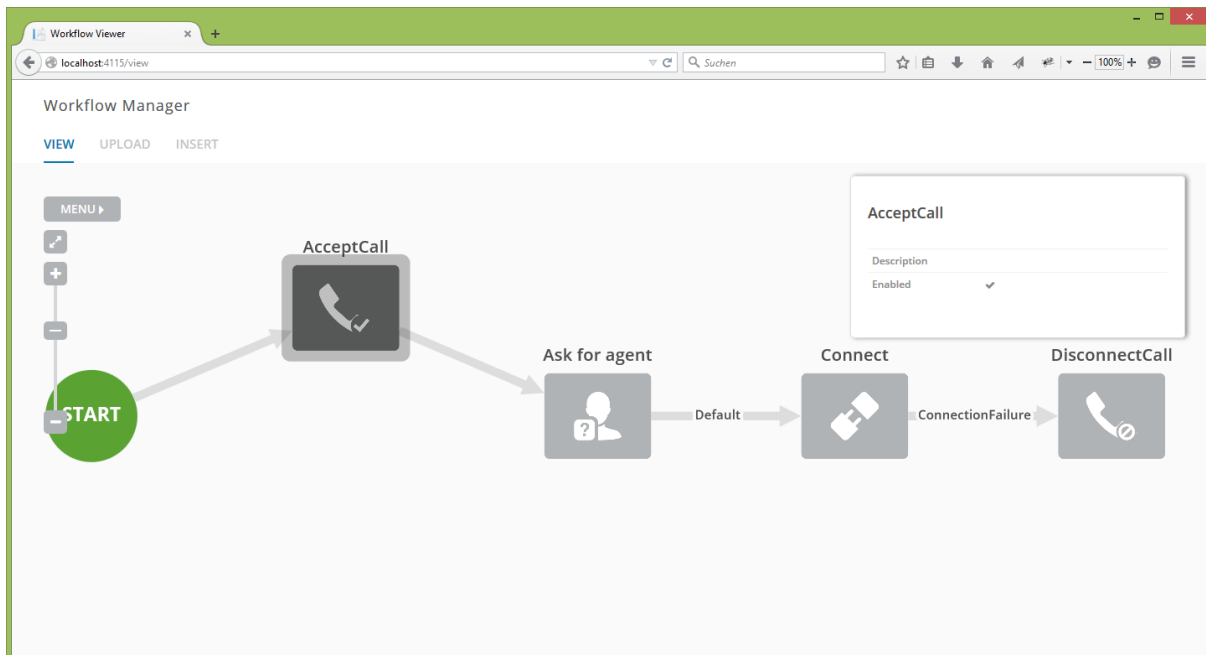 Workflow Viewer
localhost:4115/view
Suchen
100%
Workflow Manager
VIEW UPLOAD INSERT
MENU
AcceptCall
Description
Enabled
AcceptCall
START
Ask for agent
?
Default
Connect
ConnectionFailure
DisconnectCall